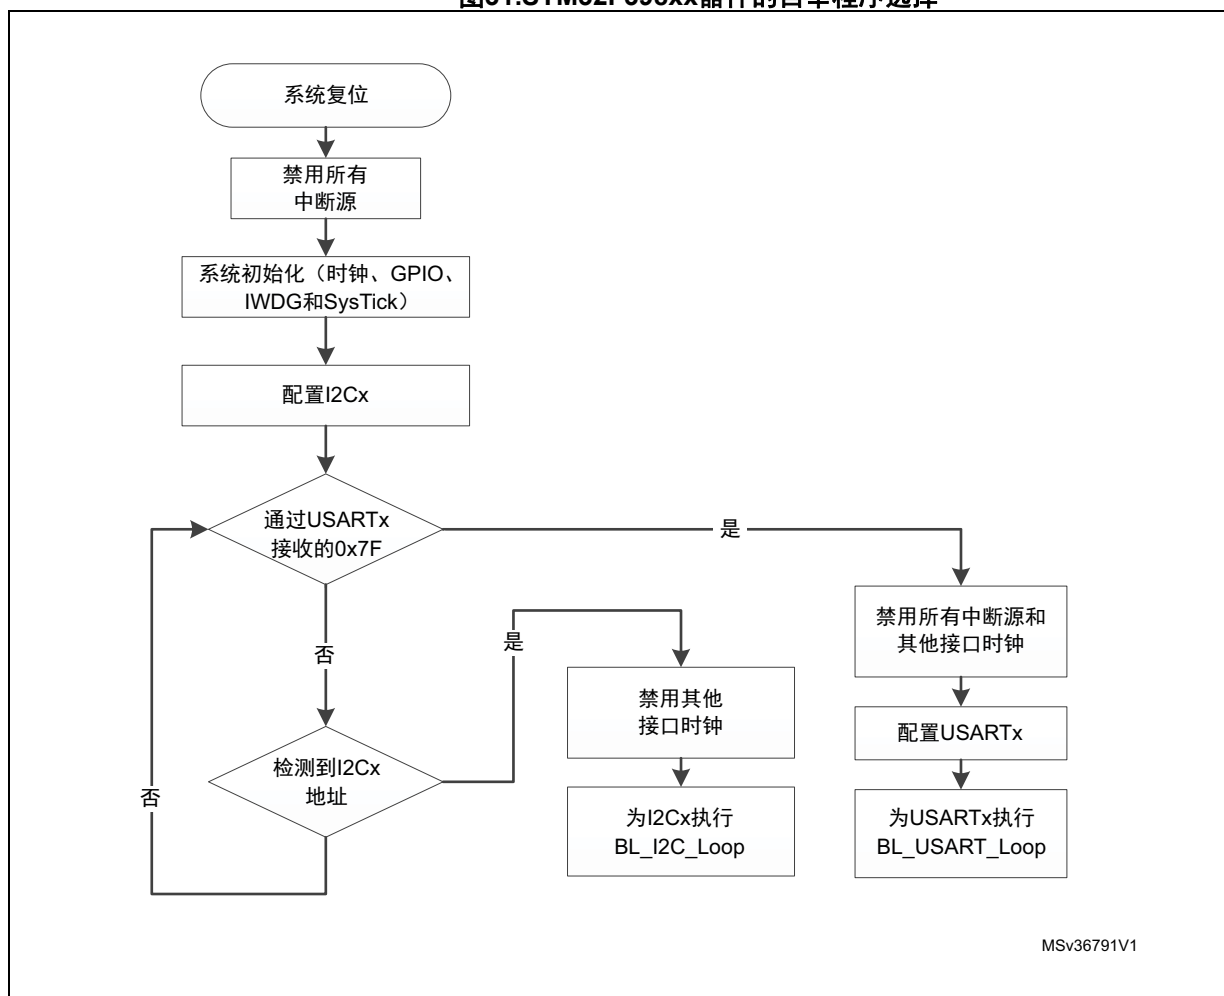 系统复位
禁用所有
中断源
系统初始化（时钟、GPIO、
IWDG和SysTick）
配置I2Cx
通过USARTx
接收的0x7F
是
否
检测到I2Cx
地址
否
是
禁用其他
接口时钟
为I2Cx执行
BL_I2C_Loop
禁用所有中断源和
其他接口时钟
配置USARTx
为USARTx执行
BL_USART_Loop
MSv36791V1